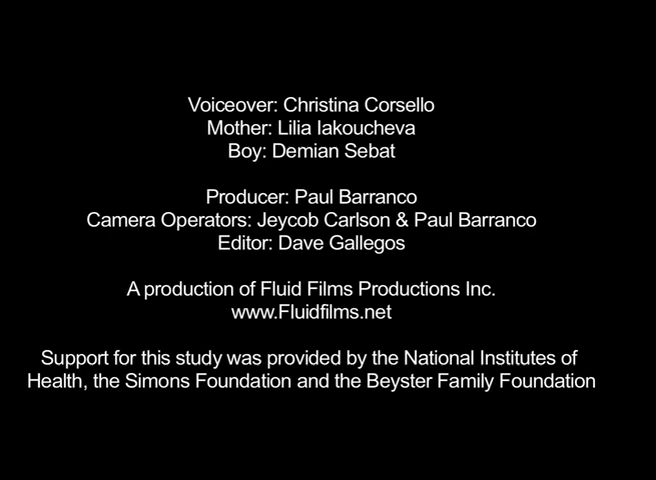 Voiceover: Christina Corsello
Mother: Lilia Iakoucheva
Boy: Demian Sebat
Producer: Paul Barranco
Camera Operators: Jeycob Carlson & Paul Barranco
Editor: Dave Gallegos
A production of Fluid Films Productions Inc.
www.Fluidfilms.net
Support for this study was provided by the National Institutes of
Health, the Simons Foundation and the Beyster Family Foundation